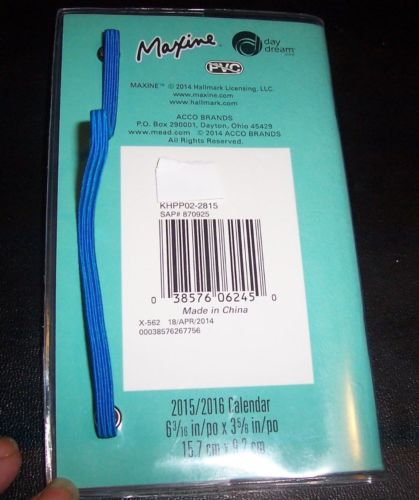 Maxine
day dream
PVC
MAXINE™ © 2014 Hallmark Licensing, LLC.
www.maxine.com
www.hallmark.com
ACCO BRANDS
P.O. Box 290001, Dayton, Ohio 45429
www.mead.com © 2014 ACCO BRANDS
All Rights Reserved.
KHPP02-2815
SAP# 870925
0 38576 06245 0
Made in China
X-562 18/APR/2014
00038576267756
2015/2016 Calendar
6 3/16 in/po x 3 5/8 in/po
15.7 cm x 9.2 cm